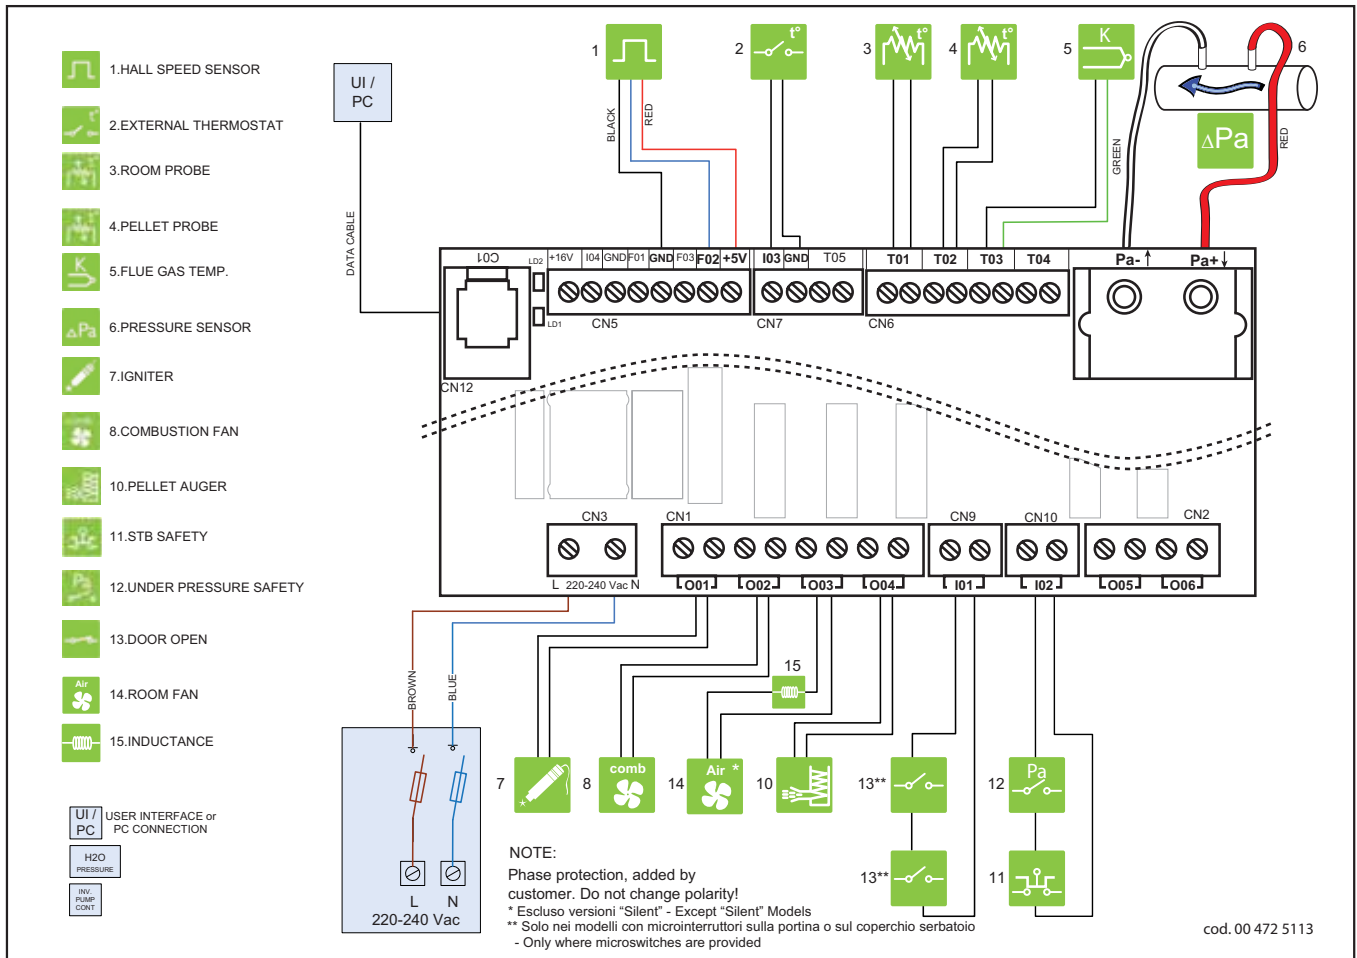 1.HALL SPEED SENSOR
2.EXTERNAL THERMOSTAT
3.ROOM PROBE
4.PELLET PROBE
K
5.FLUE GAS TEMP.
ΔPa
6.PRESSURE SENSOR
7.IGNITER
comb
8.COMBUSTION FAN
10.PELLET AUGER
11.STB SAFETY
Pa
12.UNDER PRESSURE SAFETY
13.DOOR OPEN
Air
14.ROOM FAN
15.INDUCTANCE
UI /
PC
USER INTERFACE or
PC CONNECTION
H2O
PRESSURE
INV.
PUMP
CONT
UI /
PC
DATA CABLE
1
2
t°
3
t°
4
t°
5
K
6
BLACK
RED
GREEN
ΔPa
RED
C01
LD2
LD1
CN12
+16V I04 GND F01 GND F03 F02 +5V
CN5
I03 GND T05
CN7
T01 T02 T03 T04
CN6
Pa- ↑ Pa+ ↓
CN3
L 220-240 Vac N
CN1
O01 O02 O03 O04
CN9
I01
CN10
I02
CN2
O05 O06
BROWN
BLUE
L N
220-240 Vac
15
7
8
comb
14
Air *
10
13**
13**
12
Pa
11
NOTE:
Phase protection, added by
customer. Do not change polarity!
* Escluso versioni “Silent” - Except “Silent” Models
** Solo nei modelli con microinterruttori sulla portina o sul coperchio serbatoio
- Only where microswitches are provided
cod. 00 472 5113